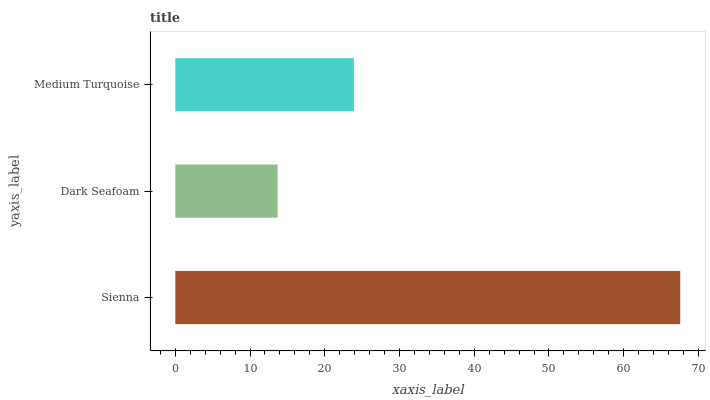 title
Medium Turquoise
Dark Seafoam
Sienna
yaxis_label
0 10 20 30 40 50 60 70
xaxis_label